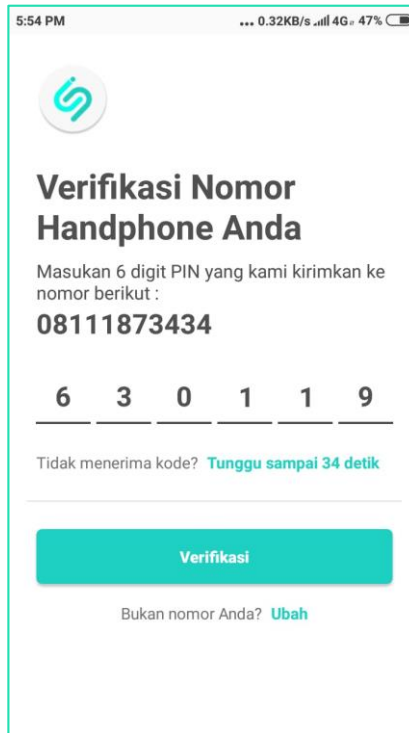 5:54 PM ... 0.32KB/s 4G 47%
Verifikasi Nomor
Handphone Anda
Masukan 6 digit PIN yang kami kirimkan ke
nomor berikut :
08111873434
6 3 0 1 1 9
Tidak menerima kode? Tunggu sampai 34 detik
Verifikasi
Bukan nomor Anda? Ubah